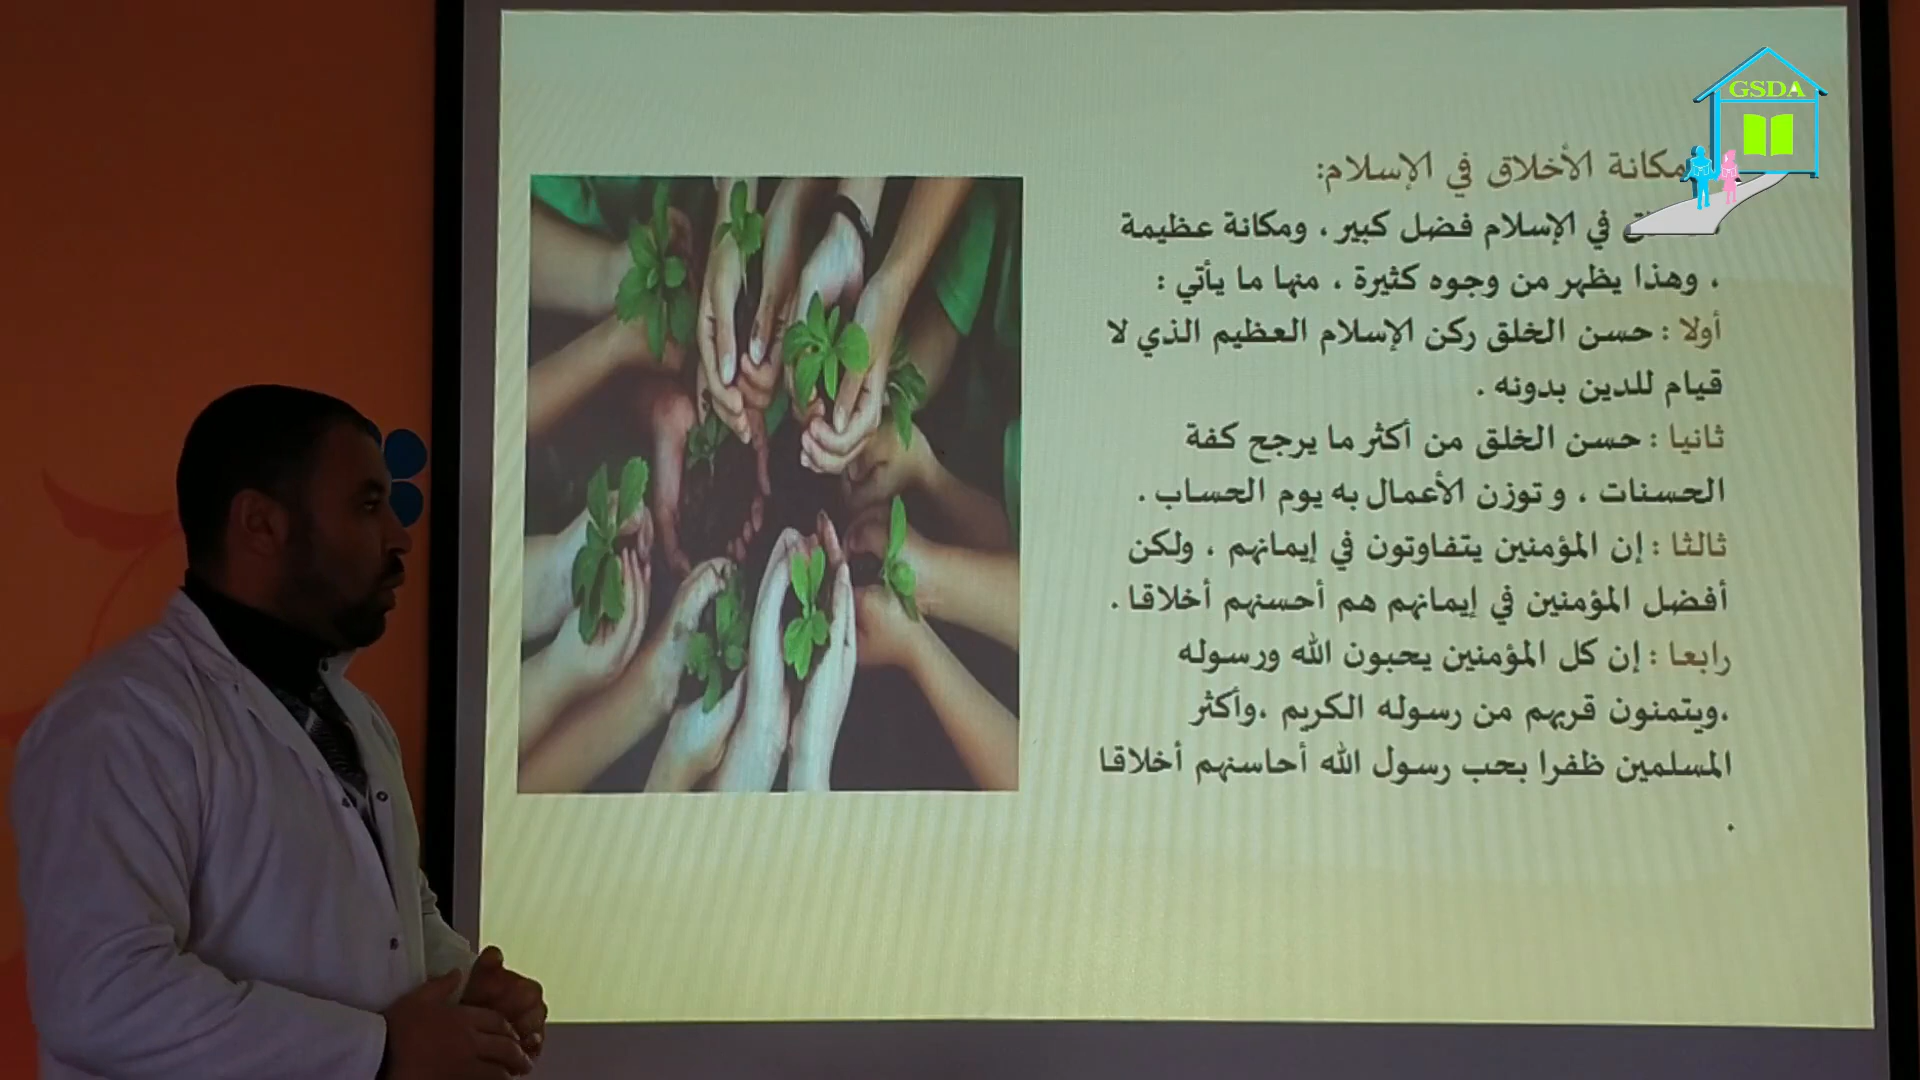 GSDA
مكانة الأخلاق في الإسلام:
في الإسلام فضل كبير ، ومكانة عظيمة
، وهذا يظهر من وجوه كثيرة ، منها ما يأتي :
أولا : حسن الخلق ركن الإسلام العظيم الذي لا
قيام للدين بدونه .
ثانيا : حسن الخلق من أكثر ما يرجح كفة
الحسنات ، و توزن الأعمال به يوم الحساب .
ثالثا : إن المؤمنين يتفاوتون في إيمانهم ، ولكن
أفضل المؤمنين في إيمانهم هم أحسنهم أخلاقا .
رابعا : إن كل المؤمنين يحبون الله ورسوله
،ويتمنون قربهم من رسوله الكريم ،وأكثر
المسلمين ظفرا بحب رسول الله أحاسنهم أخلاقا
.